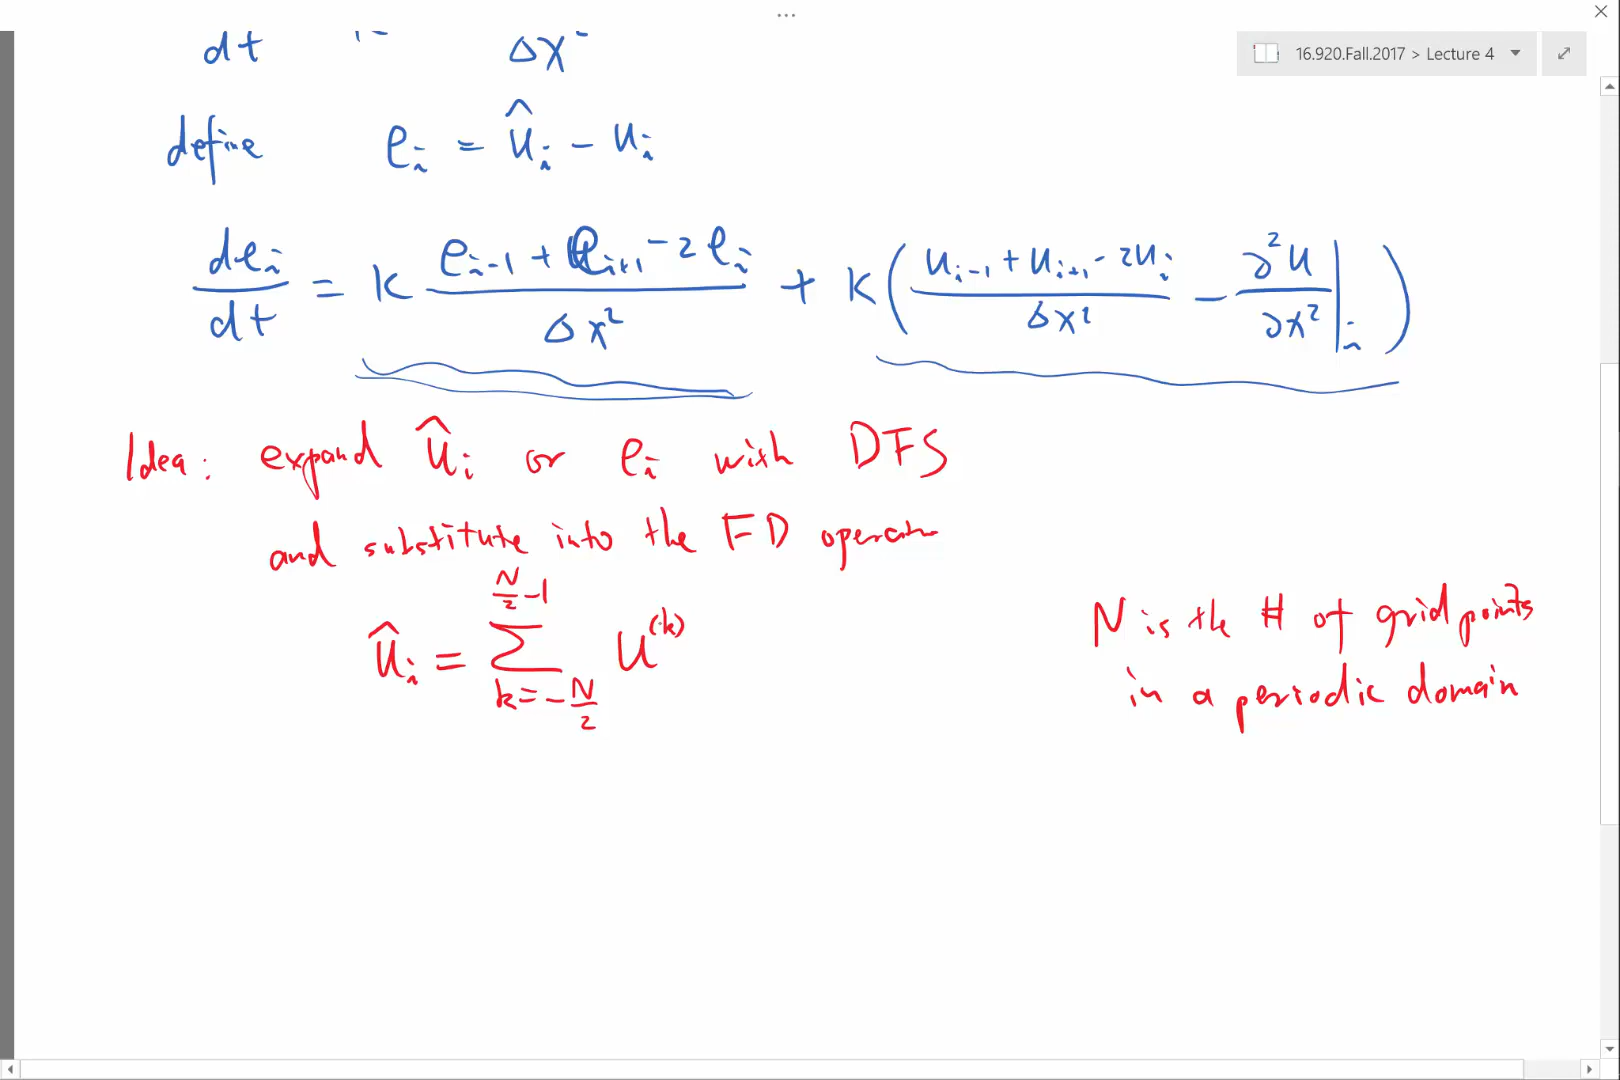 16.920.Fall.2017 > Lecture 4
dt Δx²
define e_i = û_i - u_i
de_i/dt = k (e_{i-1} + e_{i+1} - 2e_i)/Δx² + k( (u_{i-1} + u_{i+1} - 2u_i)/Δx² - ∂²u/∂x² |_i )
Idea: expand û_i or e_i with DFS
and substitute into the FD operator
û_i = Σ_{k=-N/2}^{N/2 -1} u^{(k)}
N is the # of grid points
in a periodic domain